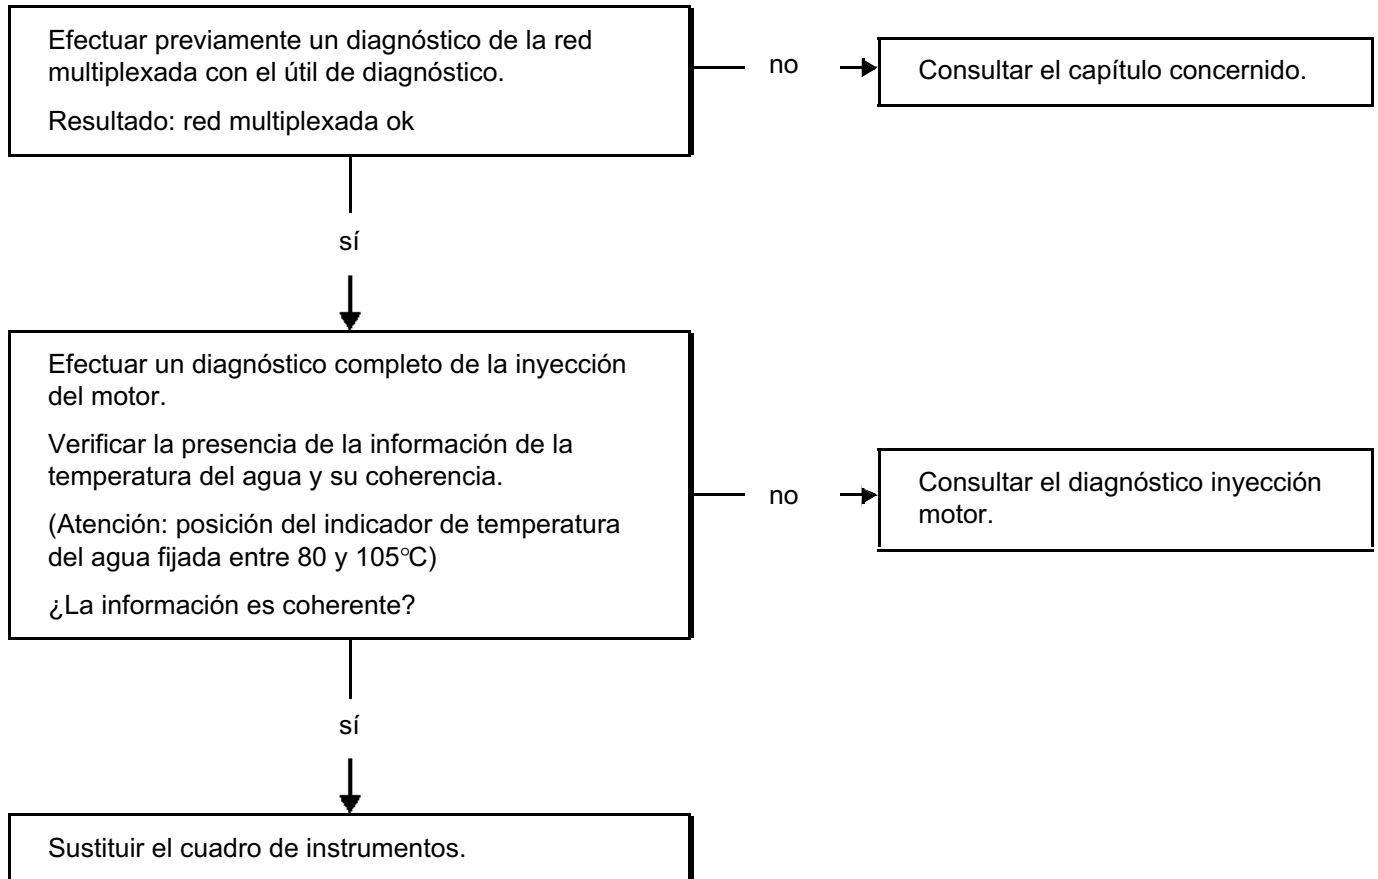 Efectuar previamente un diagnóstico de la red
multiplexada con el útil de diagnóstico.
Resultado: red multiplexada ok
no
Consultar el capítulo concernido.
sí
Efectuar un diagnóstico completo de la inyección
del motor.
Verificar la presencia de la información de la
temperatura del agua y su coherencia.
(Atención: posición del indicador de temperatura
del agua fijada entre 80 y 105°C)
¿La información es coherente?
no
Consultar el diagnóstico inyección
motor.
sí
Sustituir el cuadro de instrumentos.